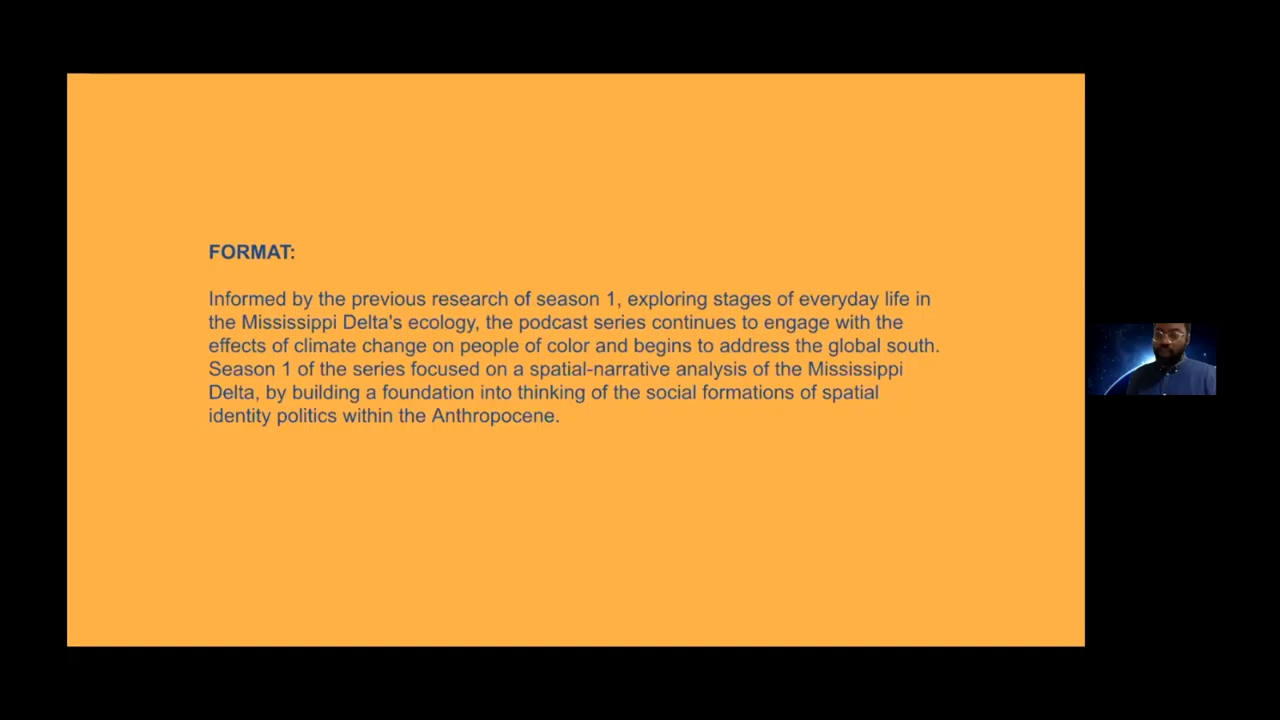 FORMAT:
Informed by the previous research of season 1, exploring stages of everyday life in
the Mississippi Delta's ecology, the podcast series continues to engage with the
effects of climate change on people of color and begins to address the global south.
Season 1 of the series focused on a spatial-narrative analysis of the Mississippi
Delta, by building a foundation into thinking of the social formations of spatial
identity politics within the Anthropocene.